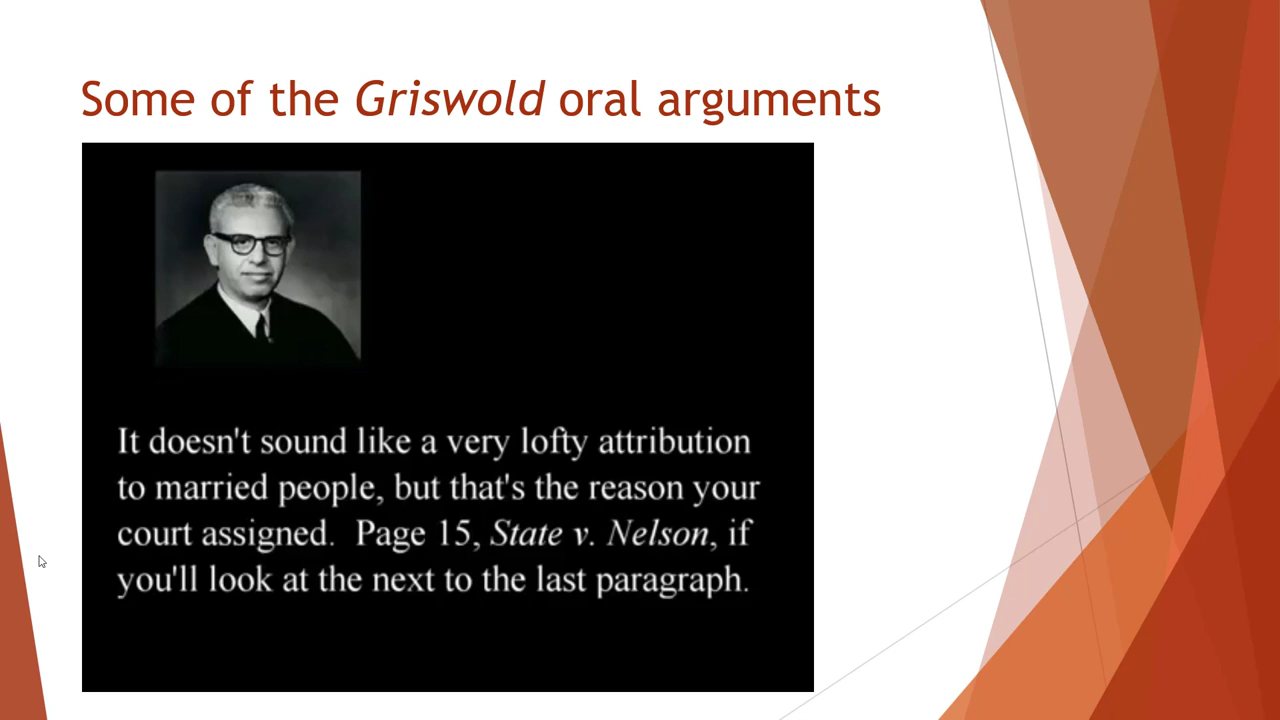 Some of the Griswold oral arguments
It doesn't sound like a very lofty attribution
to married people, but that's the reason your
court assigned.  Page 15, State v. Nelson, if
you'll look at the next to the last paragraph.